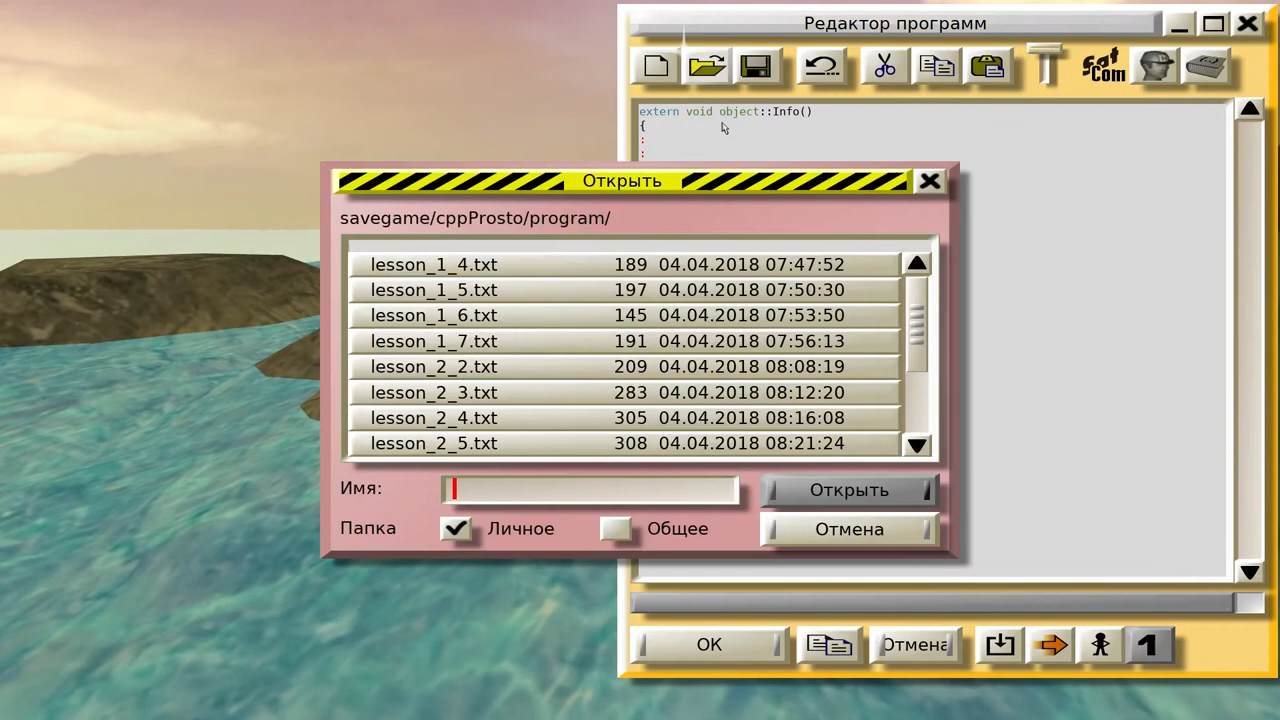 Редактор программ
Sat Com
extern void object::Info()
{
:
:
Открыть
savegame/cppProsto/program/
lesson_1_4.txt 189 04.04.2018 07:47:52
lesson_1_5.txt 197 04.04.2018 07:50:30
lesson_1_6.txt 145 04.04.2018 07:53:50
lesson_1_7.txt 191 04.04.2018 07:56:13
lesson_2_2.txt 209 04.04.2018 08:08:19
lesson_2_3.txt 283 04.04.2018 08:12:20
lesson_2_4.txt 305 04.04.2018 08:16:08
lesson_2_5.txt 308 04.04.2018 08:21:24
Имя: Открыть
Папка Личное Общее Отмена
OK Отмена 1